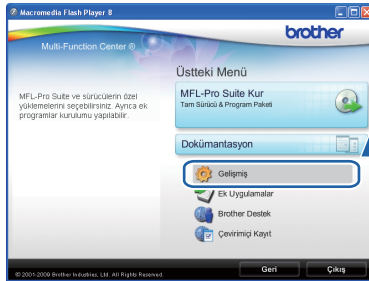 Macromedia Flash Player 8
brother
Multi-Function Center ®
Üstteki Menü
MFL-Pro Suite Kur
Tam Sürücü & Program Paketi
MFL-Pro Suite ve sürücülerin özel
yüklemelerini seçebilirsiniz. Ayrıca ek
programlar kurulumu yapılabilir.
Dokümantasyon
Gelişmiş
Ek Uygulamalar
Brother Destek
Çevirimiçi Kayıt
© 2001-2009 Brother Industries, Ltd. All Rights Reserved.
Geri
Çıkış